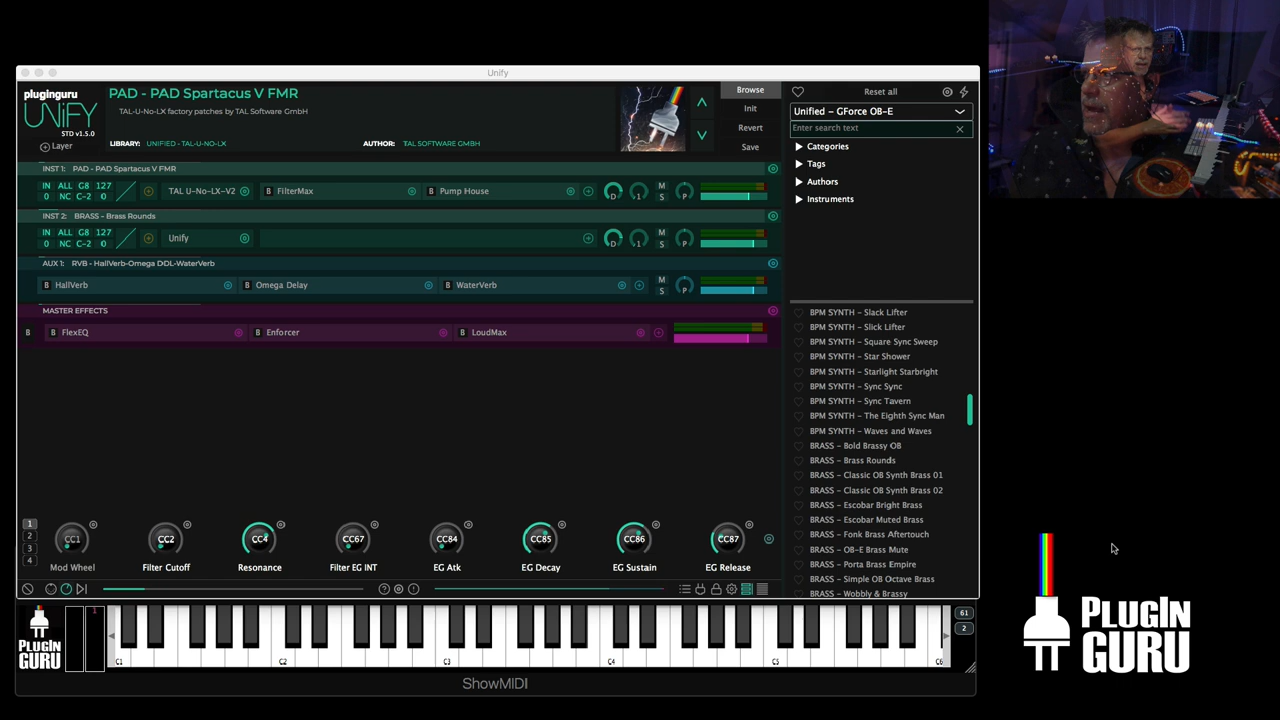 Unify
pluginguru
UNIFY
STD v1.5.0
Layer
PAD - PAD Spartacus V FMR
TAL-U-No-LX factory patches by TAL Software GmbH
LIBRARY: UNIFIED - TAL-U-NO-LX
AUTHOR: TAL SOFTWARE GMBH
Browse
Init
Revert
Save
INST 1: PAD - PAD Spartacus V FMR
IN ALL G8 127
0 NC C-2 0
TAL U-No-LX-V2
B FilterMax
B Pump House
D 1 M S P
INST 2: BRASS - Brass Rounds
IN ALL G8 127
0 NC C-2 0
Unify
D 1 M S P
AUX 1: RVB - HallVerb-Omega DDL-WaterVerb
B HallVerb
B Omega Delay
B WaterVerb
M S P
MASTER EFFECTS
B
B FlexEQ
B Enforcer
B LoudMax
1
2
3
4
CC1 CC2 CC4 CC67 CC84 CC85 CC86 CC87
Mod Wheel Filter Cutoff Resonance Filter EG INT EG Atk EG Decay EG Sustain EG Release
Reset all
Unified - GForce OB-E
Enter search text
Categories
Tags
Authors
Instruments
BPM SYNTH - Slack Lifter
BPM SYNTH - Slick Lifter
BPM SYNTH - Square Sync Sweep
BPM SYNTH - Star Shower
BPM SYNTH - Starlight Starbright
BPM SYNTH - Sync Sync
BPM SYNTH - Sync Tavern
BPM SYNTH - The Eighth Sync Man
BPM SYNTH - Waves and Waves
BRASS - Bold Brassy OB
BRASS - Brass Rounds
BRASS - Classic OB Synth Brass 01
BRASS - Classic OB Synth Brass 02
BRASS - Escobar Bright Brass
BRASS - Escobar Muted Brass
BRASS - Fonk Brass Aftertouch
BRASS - OB-E Brass Mute
BRASS - Porta Brass Empire
BRASS - Simple OB Octave Brass
BRASS - Wobbly & Brassy
PLUGIN
GURU
1
61
2
C1 C2 C3 C4 C5 C6
ShowMIDI
PLUGIN
GURU